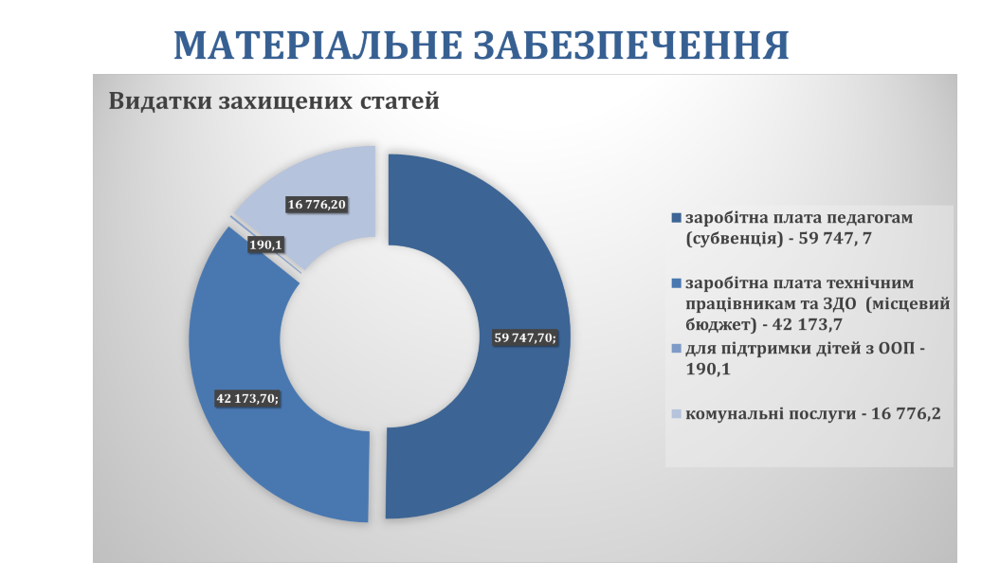 МАТЕРІАЛЬНЕ ЗАБЕЗПЕЧЕННЯ
Видатки захищених статей
16 776,20
190,1
59 747,70;
42 173,70;
заробітна плата педагогам
(субвенція) - 59 747, 7
заробітна плата технічним
працівникам та ЗДО (місцевий
бюджет) - 42 173,7
для підтримки дітей з ООП -
190,1
комунальні послуги - 16 776,2